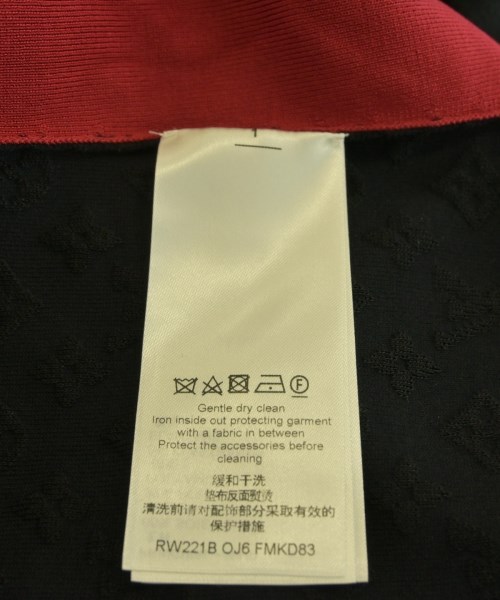 Gentle dry clean
Iron inside out protecting garment
with a fabric in between
Protect the accessories before
cleaning
缓和干洗
垫布反面熨烫
清洗前请对配饰部分采取有效的
保护措施
RW221B OJ6 FMKD83